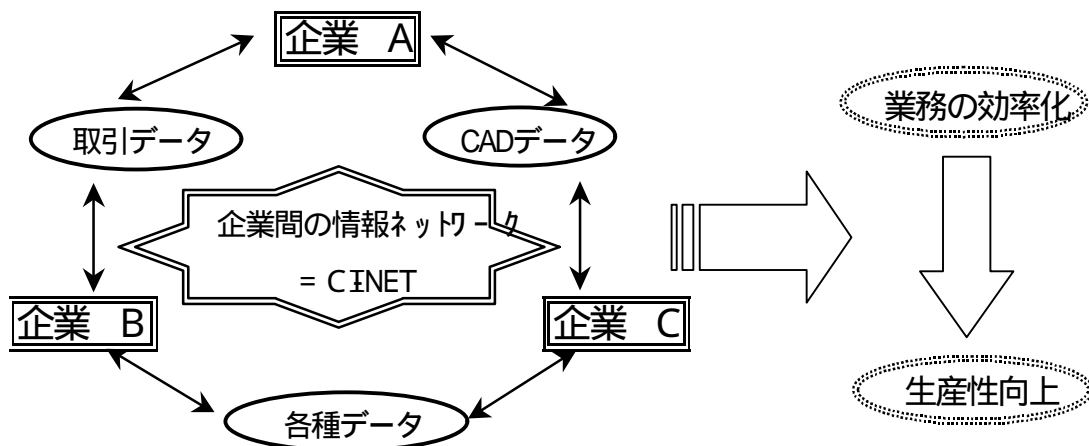 企業 A
業務の効率化
取引データ
CADデータ
企業間の情報ネットワーク
= CI-NET
企業 B
企業 C
生産性向上
各種データ